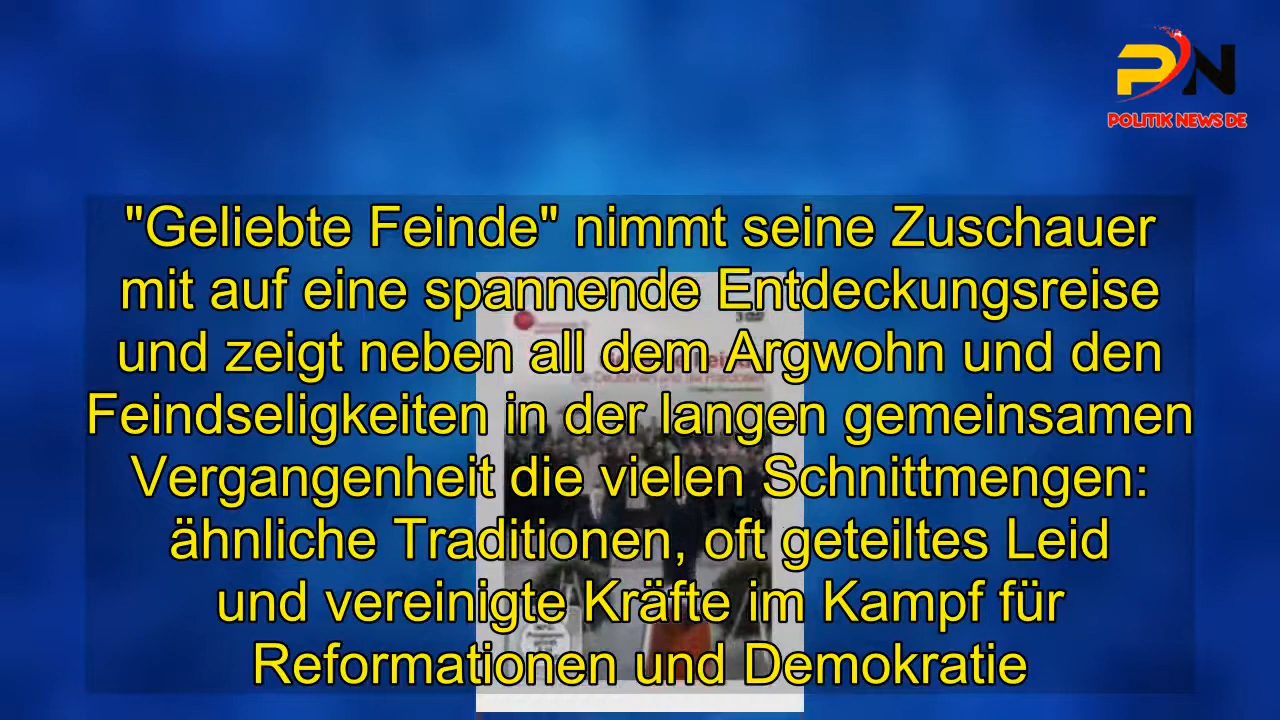 PN
POLITIK NEWS DE
"Geliebte Feinde" nimmt seine Zuschauer
mit auf eine spannende Entdeckungsreise
und zeigt neben all dem Argwohn und den
Feindseligkeiten in der langen gemeinsamen
Vergangenheit die vielen Schnittmengen:
ähnliche Traditionen, oft geteiltes Leid
und vereinigte Kräfte im Kampf für
Reformationen und Demokratie